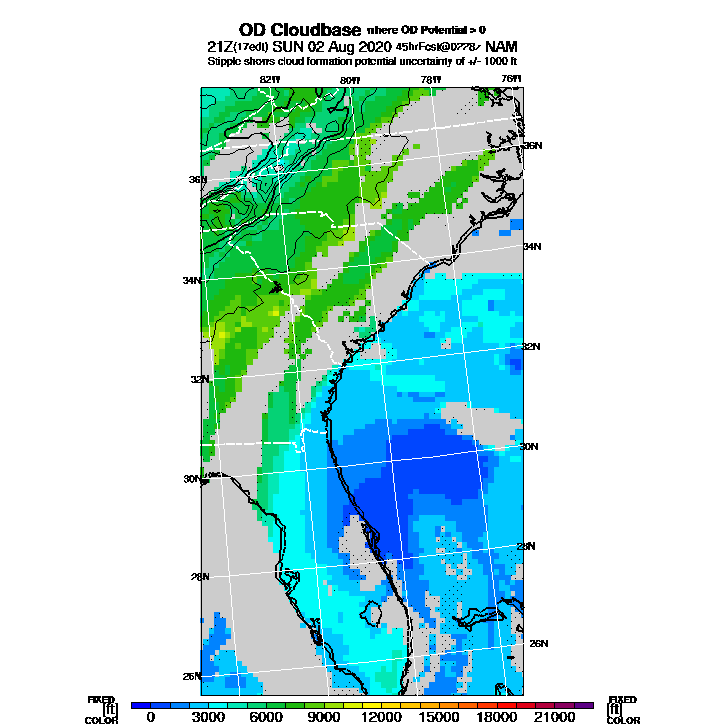 OD Cloudbase where OD Potential > 0
21Z(17edt) SUN 02 Aug 2020 45hrFcst@0778z NAM
Stipple shows cloud formation potential uncertainty of +/- 1000 ft
82W 80W 78W 76W
36N
36N
34N
34N
32N
32N
30N
30N
28N
28N
26N
26N
FIXED FIXED
[ft] [ft]
COLOR 0 3000 6000 9000 12000 15000 18000 21000 COLOR